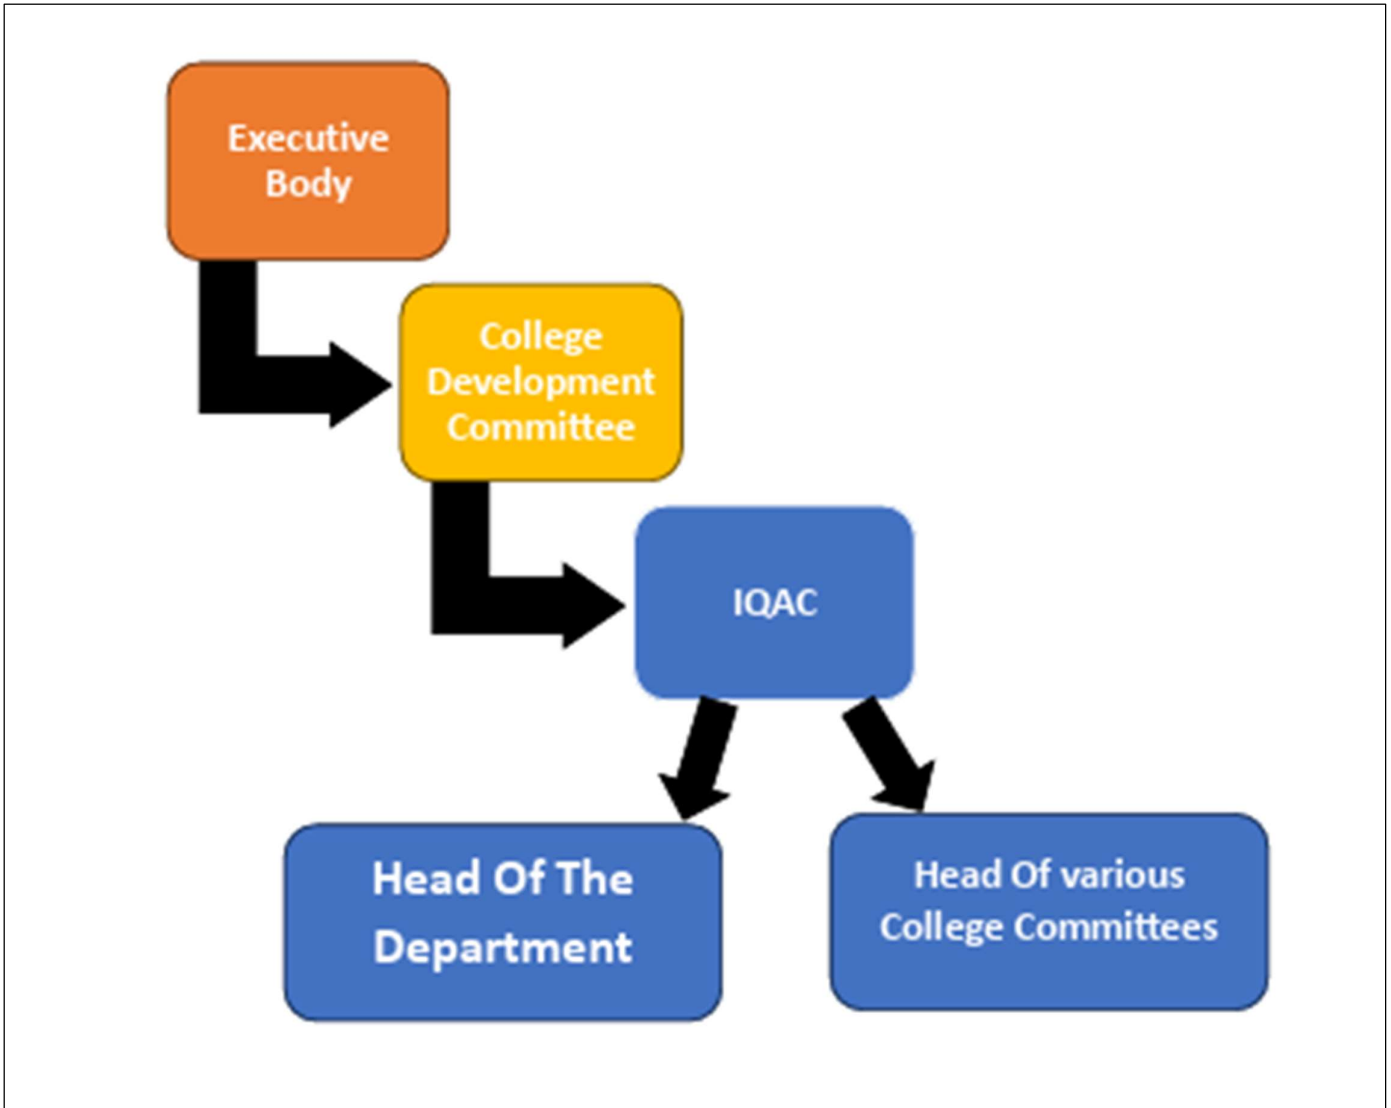 Executive
Body
College
Development
Committee
IQAC
Head Of The
Department
Head Of various
College Committees